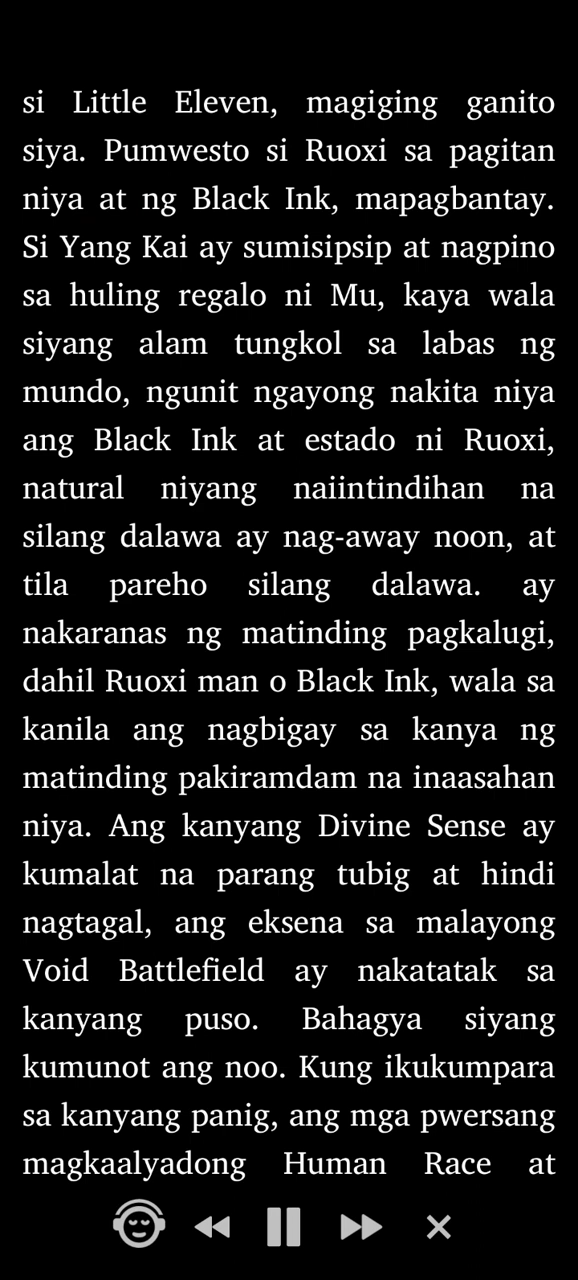 si Little Eleven, magiging ganito
siya. Pumwesto si Ruoxi sa pagitan
niya at ng Black Ink, mapagbantay.
Si Yang Kai ay sumisipsip at nagpino
sa huling regalo ni Mu, kaya wala
siyang alam tungkol sa labas ng
mundo, ngunit ngayong nakita niya
ang Black Ink at estado ni Ruoxi,
natural niyang naiintindihan na
silang dalawa ay nag-away noon, at
tila pareho silang dalawa. ay
nakaranas ng matinding pagkalugi,
dahil Ruoxi man o Black Ink, wala sa
kanila ang nagbigay sa kanya ng
matinding pakiramdam na inaasahan
niya. Ang kanyang Divine Sense ay
kumalat na parang tubig at hindi
nagtagal, ang eksena sa malayong
Void Battlefield ay nakatatak sa
kanyang puso. Bahagya siyang
kumunot ang noo. Kung ikukumpara
sa kanyang panig, ang mga pwersang
magkaalyadong Human Race at